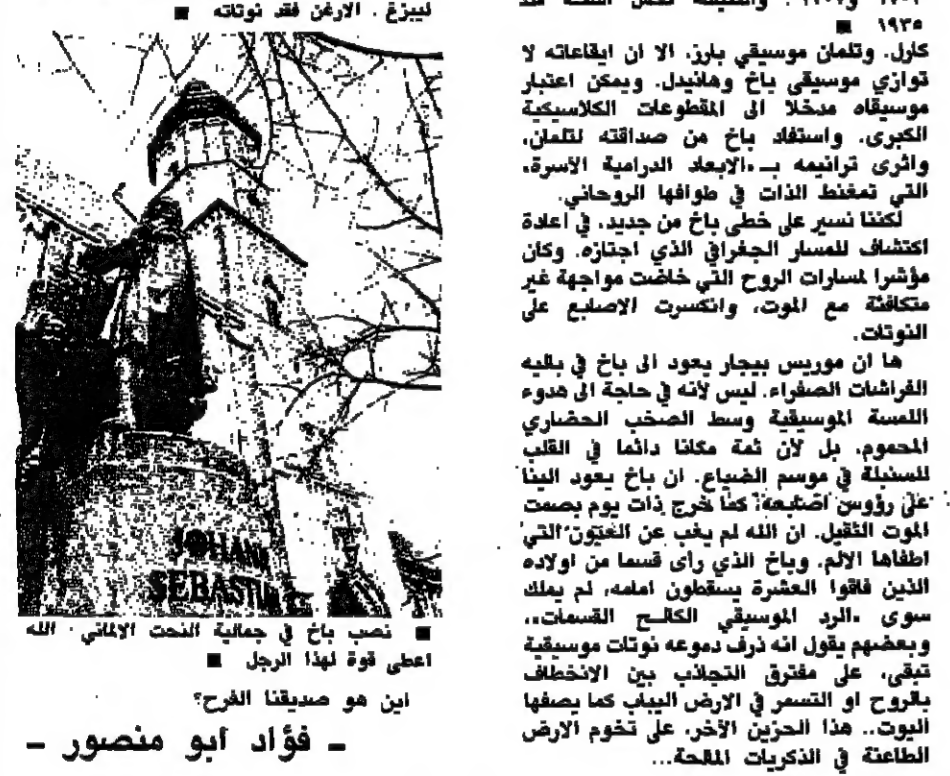 ١٩٣٥ ■
كارل. وتلمان موسيقي بارز. الا ان ايقاعاته لا
توازي موسيقى باخ وهانيدل. ويمكن اعتبار
موسيقاه مدخلا الى المقطوعات الكلاسيكية
الكبرى. واستفاد باخ من صداقته لتلمان،
واثرى ترانيمه بـ «الابعاد الدرامية الآسرة»
التي تمغنط الذات في طوافها الروحاني.
لكننا نسير على خطى باخ من جديد، في اعادة
اكتشاف للمسار الجغرافي الذي اجتازه. وكان
مؤشرا لمسارات الروح التي خاضت مواجهة غير
متكافئة مع الموت، وانكسرت الاصابع على
النوتات.
ها ان موريس بيجار يعود الى باخ في باليه
الفراشات الصفراء. ليس لأنه في حاجة الى هدوء
اللمسة الموسيقية وسط الصخب الحضاري
المحموم، بل لأن ثمة مكانا دائما في القلب
للسنبلة في موسم الضياع. ان باخ يعود الينا
على رؤوس اصابعه، كما خرج ذات يوم بصمت
الموت الثقيل. ان الله لم يغب عن العيون التي
اطفاها الالم. وباخ الذي رأى قسما من اولاده
الذين فاقوا العشرة يسقطون امامه، لم يملك
سوى «الرد الموسيقي الكالح القسمات»..
وبعضهم يقول انه ذرف دموعه نوتات موسيقية
تبقى، على مفترق التجاذب بين الانخطاف
بالروح او التسمر في الارض اليباب كما يصفها
اليوت.. هذا الحزين الآخر، على تخوم الارض
الطاعنة في الذكريات المالحة...
ليبزغ . الارغن فقد نوتاته ■
JOHANN
SEBASTI
■ نصب باخ في جمالية النحت الالماني . الله
اعطى قوة لهذا الرجل ■
اين هو صديقنا الفرح؟
ـ فؤاد ابو منصور ـ